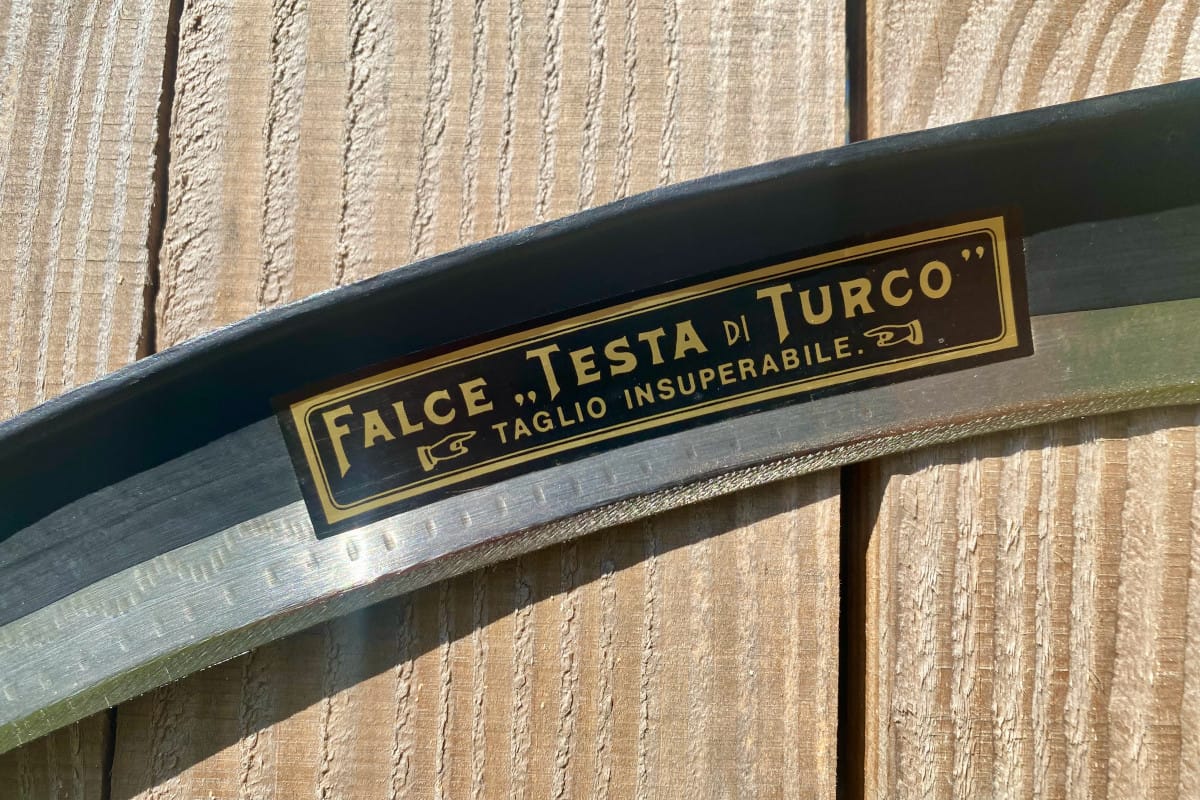 FALCE „TESTA DI TURCO”
TAGLIO INSUPERABILE.